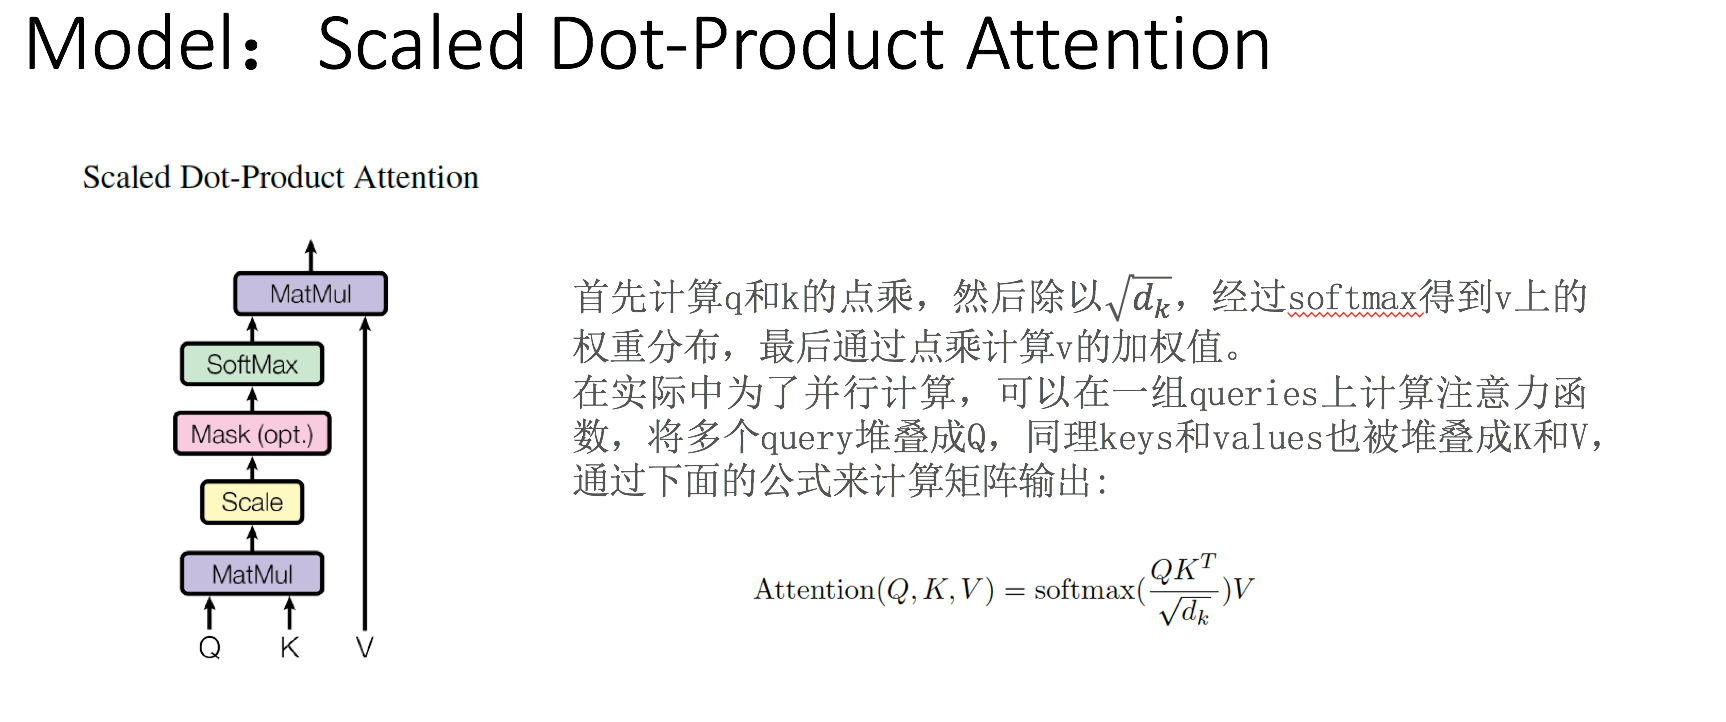 Model： Scaled Dot-Product Attention
Scaled Dot-Product Attention
MatMul
SoftMax
Mask (opt.)
Scale
MatMul
Q K V
首先计算q和k的点乘，然后除以√d_k，经过softmax得到v上的
权重分布，最后通过点乘计算v的加权值。
在实际中为了并行计算，可以在一组queries上计算注意力函
数，将多个query堆叠成Q，同理keys和values也被堆叠成K和V，
通过下面的公式来计算矩阵输出：
Attention(Q, K, V) = softmax(QK^T/√d_k)V